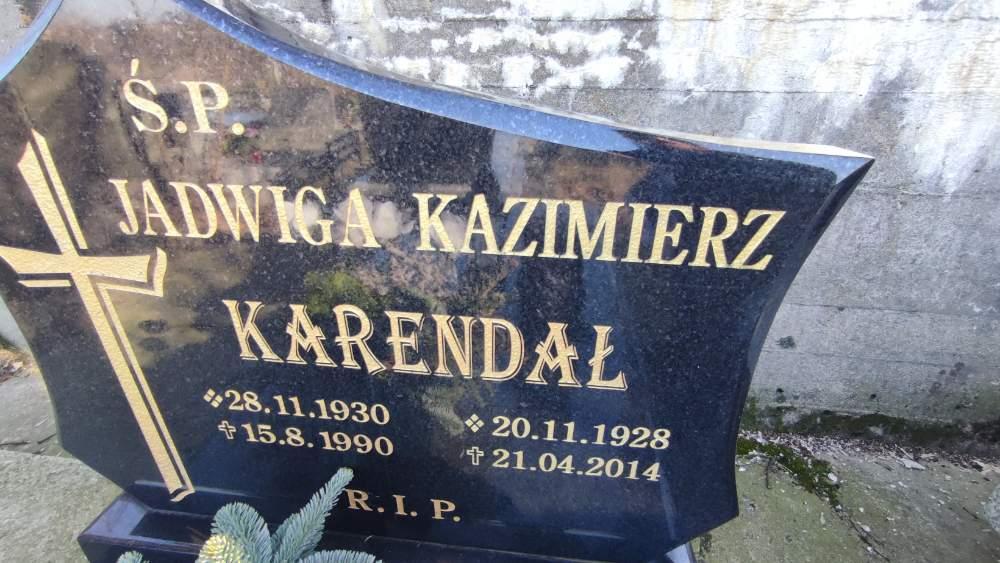 Ś.P.
JADWIGA KAZIMIERZ
KARENDAŁ
28.11.1930 20.11.1928
15.8.1990 21.04.2014
R.I.P.